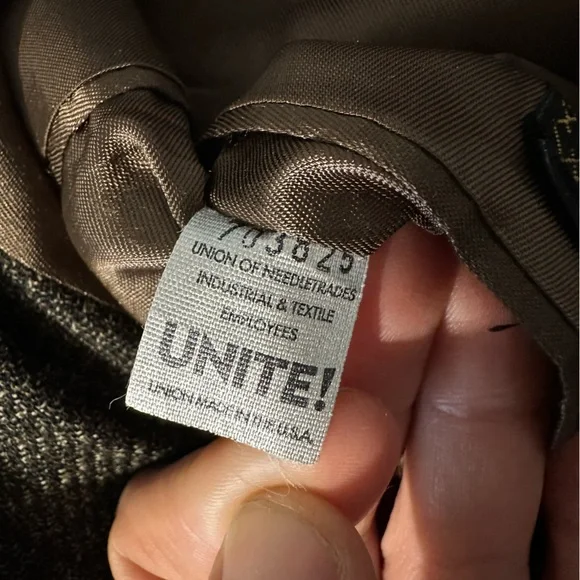 703825
UNION OF NEEDLETRADES
INDUSTRIAL & TEXTILE
EMPLOYEES
UNITE!
UNION MADE IN THE U.S.A.